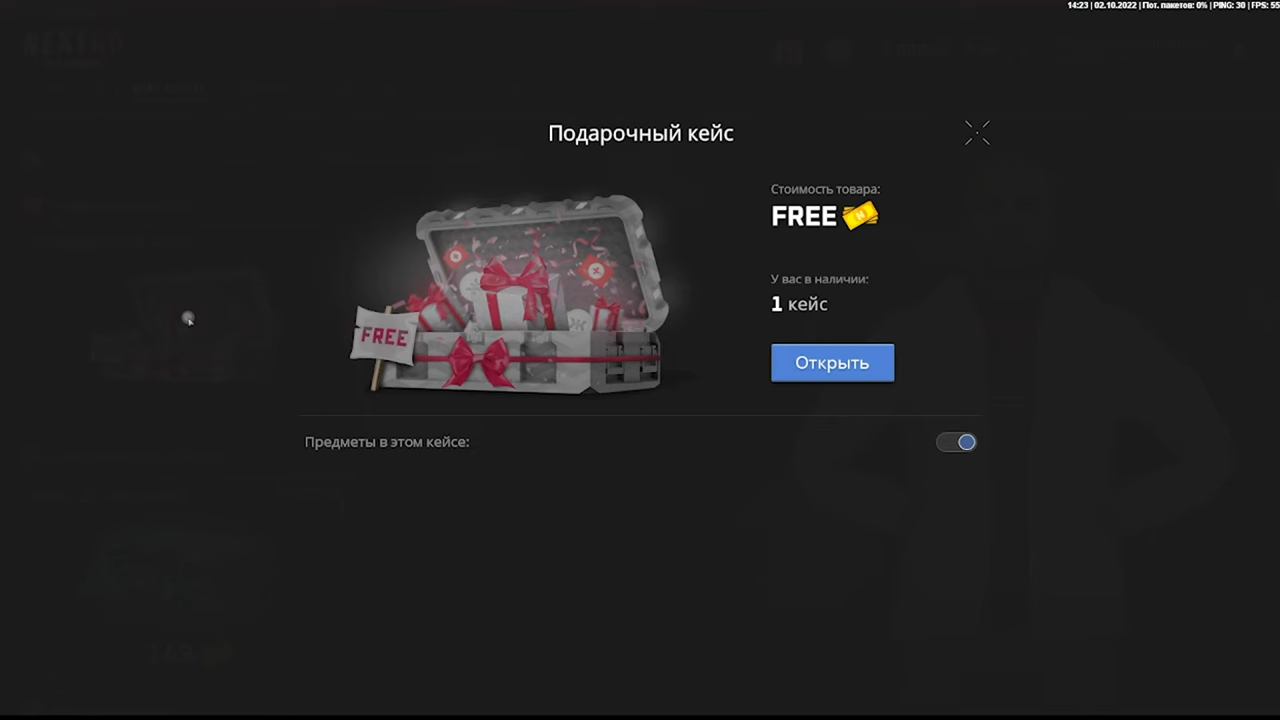 14:23 | 02.10.2022 | Пот. пакетов: 0% | PING: 30 | FPS: 55
Подарочный кейс
Стоимость товара:
FREE
У вас в наличии:
1 кейс
FREE
Открыть
Предметы в этом кейсе: